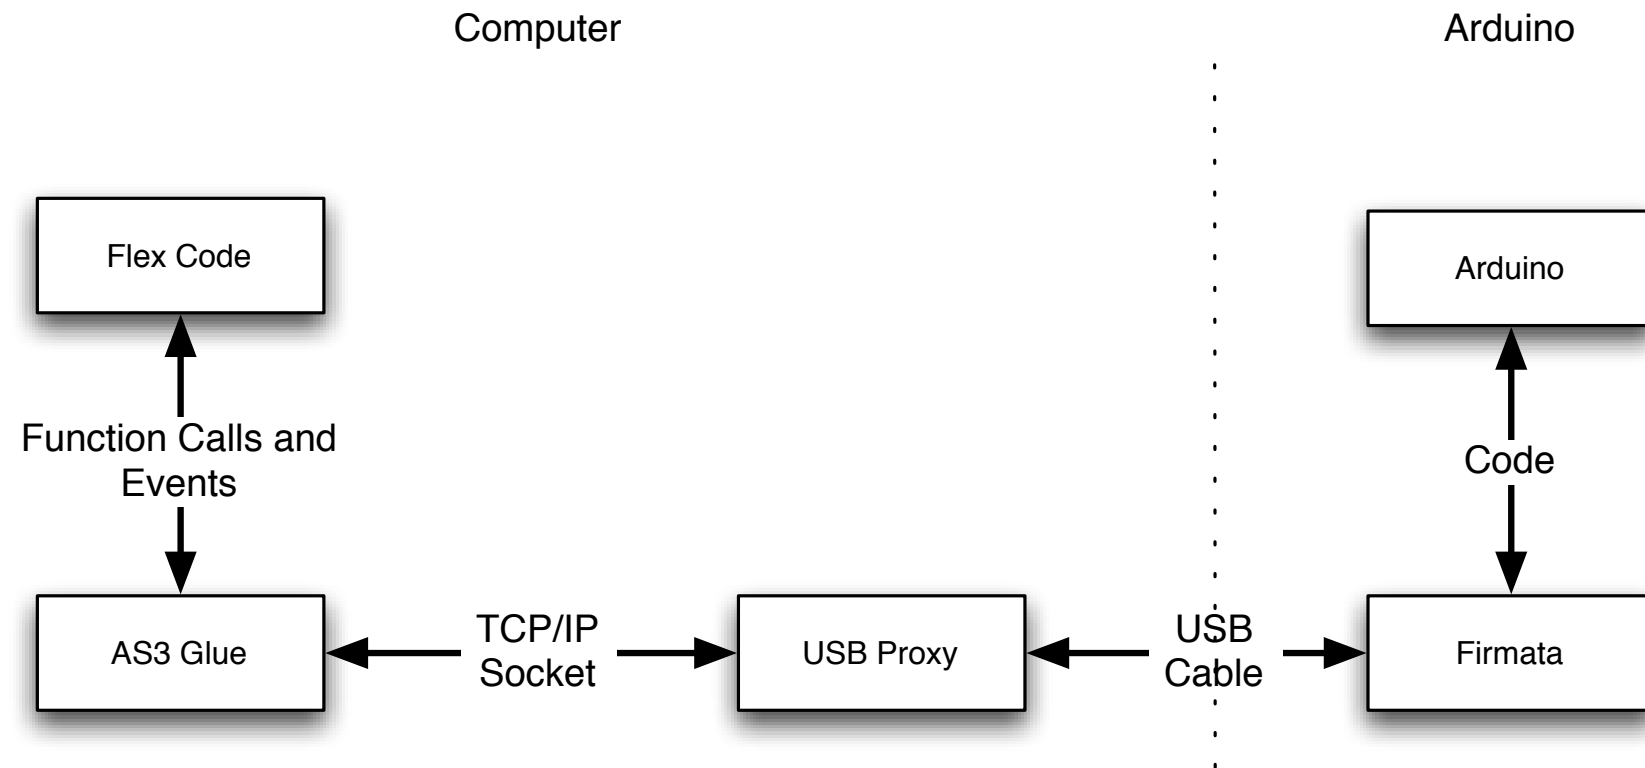 Computer
Arduino
Flex Code
Arduino
Function Calls and
Events
Code
AS3 Glue
TCP/IP
Socket
USB Proxy
USB
Cable
Firmata